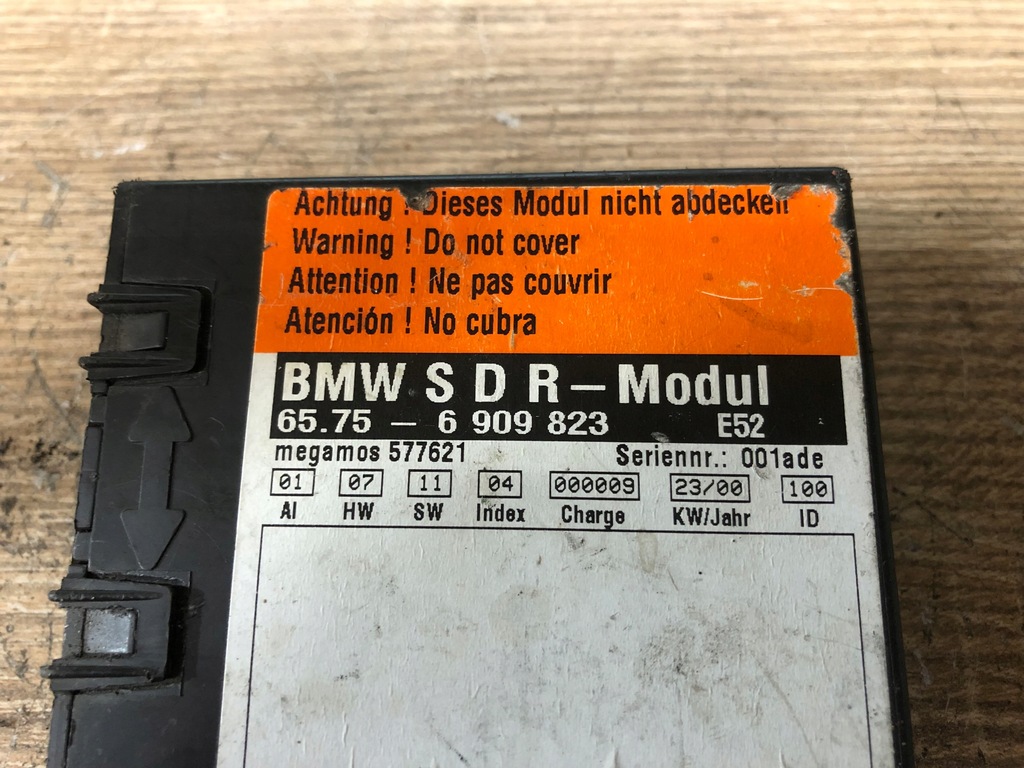 Achtung ! Dieses Modul nicht abdecken
Warning ! Do not cover
Attention ! Ne pas couvrir
Atención ! No cubra
BMW S D R – Modul
65.75 – 6 909 823 E52
megamos 577621 Seriennr.: 001ade
01 07 11 04 000009 23/00 100
AI HW SW Index Charge KW/Jahr ID